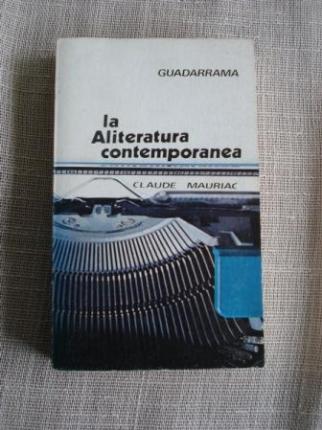 GUADARRAMA
la
Aliteratura
contemporanea
CLAUDE MAURIAC